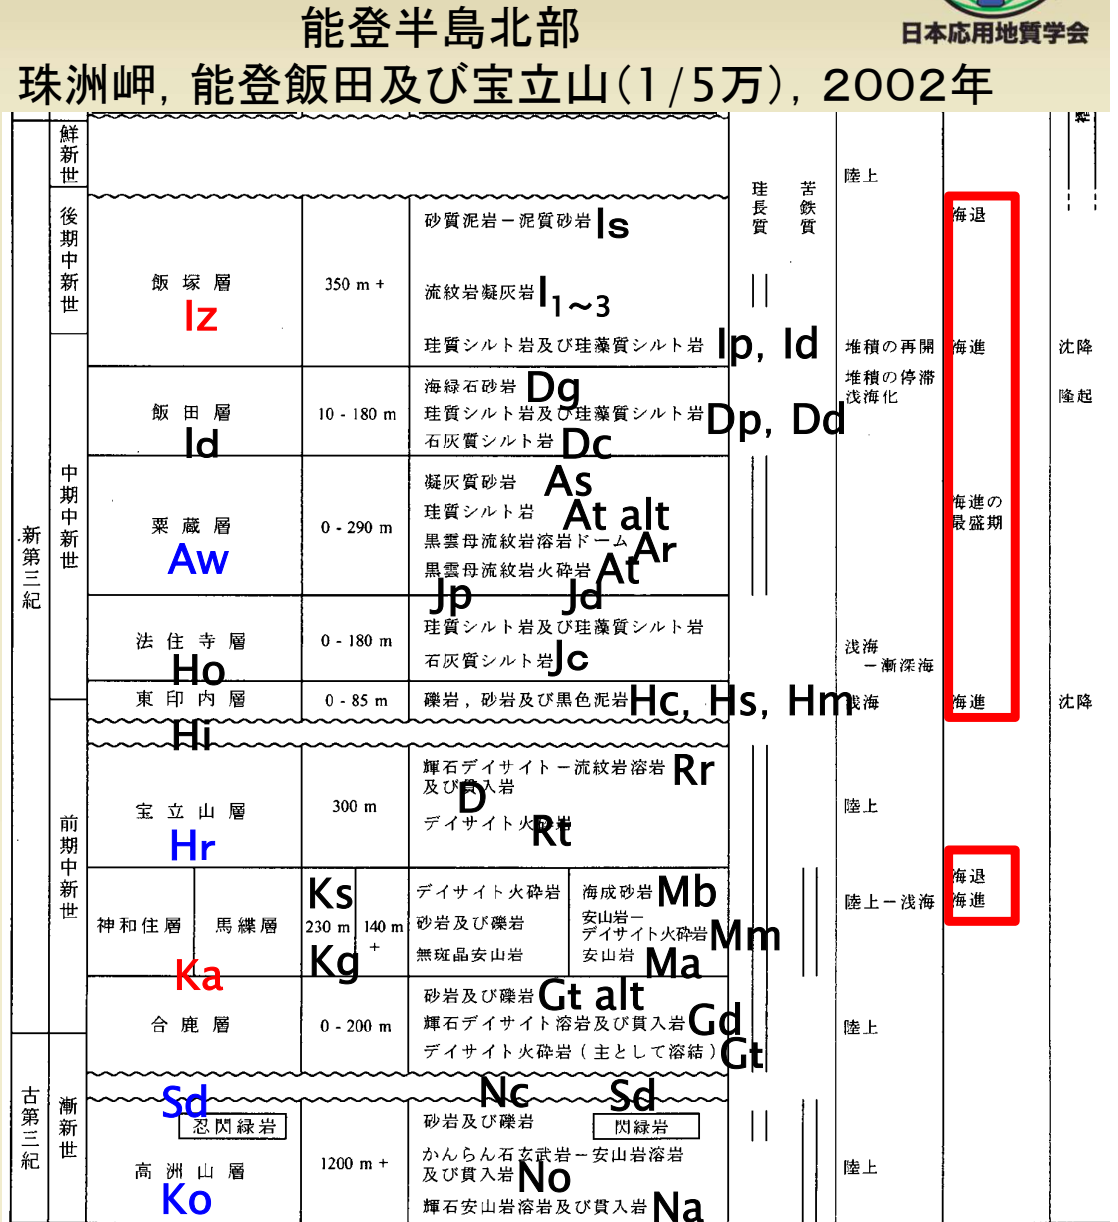 能登半島北部
日本応用地質学会
珠洲岬, 能登飯田及び宝立山(1/5万), 2002年
新第三紀
古第三紀
鮮新世
後期中新世
中期中新世
前期中新世
漸新世
珪長質
苦鉄質
陸上
飯塚層
Iz
350 m +
砂質泥岩－泥質砂岩 Is
流紋岩凝灰岩 I1～3
珪質シルト岩及び珪藻質シルト岩 Ip, Id
海退
堆積の再開
海進
沈降
飯田層
Id
10 - 180 m
海緑石砂岩 Dg
珪質シルト岩及び珪藻質シルト岩 Dp, Dd
石灰質シルト岩 Dc
堆積の停滞
浅海化
隆起
粟蔵層
Aw
0 - 290 m
凝灰質砂岩 As
珪質シルト岩 At alt
黒雲母流紋岩溶岩ドーム Ar
黒雲母流紋岩火砕岩 At
海進の
最盛期
法住寺層
Ho
0 - 180 m
Jp Jd
珪質シルト岩及び珪藻質シルト岩
石灰質シルト岩 Jc
浅海
－漸深海
東印内層
Hi
0 - 85 m
礫岩, 砂岩及び黒色泥岩 Hc, Hs, Hm
浅海
海進
沈降
宝立山層
Hr
300 m
輝石デイサイト－流紋岩溶岩 Rr
及び貫入岩 D
デイサイト火砕岩 Rt
陸上
神和住層
馬緤層
Ka
Ks
230 m
Kg
140 m
+
デイサイト火砕岩
砂岩及び礫岩
無斑晶安山岩
海成砂岩 Mb
安山岩－
デイサイト火砕岩 Mm
安山岩 Ma
陸上－浅海
海退
海進
合鹿層
0 - 200 m
砂岩及び礫岩 Gt alt
輝石デイサイト溶岩及び貫入岩 Gd
デイサイト火砕岩（主として溶結） Gt
陸上
Sd
忍閃緑岩
Nc
Sd
砂岩及び礫岩
閃緑岩
高洲山層
Ko
1200 m +
かんらん石玄武岩－安山岩溶岩
及び貫入岩 No
輝石安山岩溶岩及び貫入岩 Na
陸上